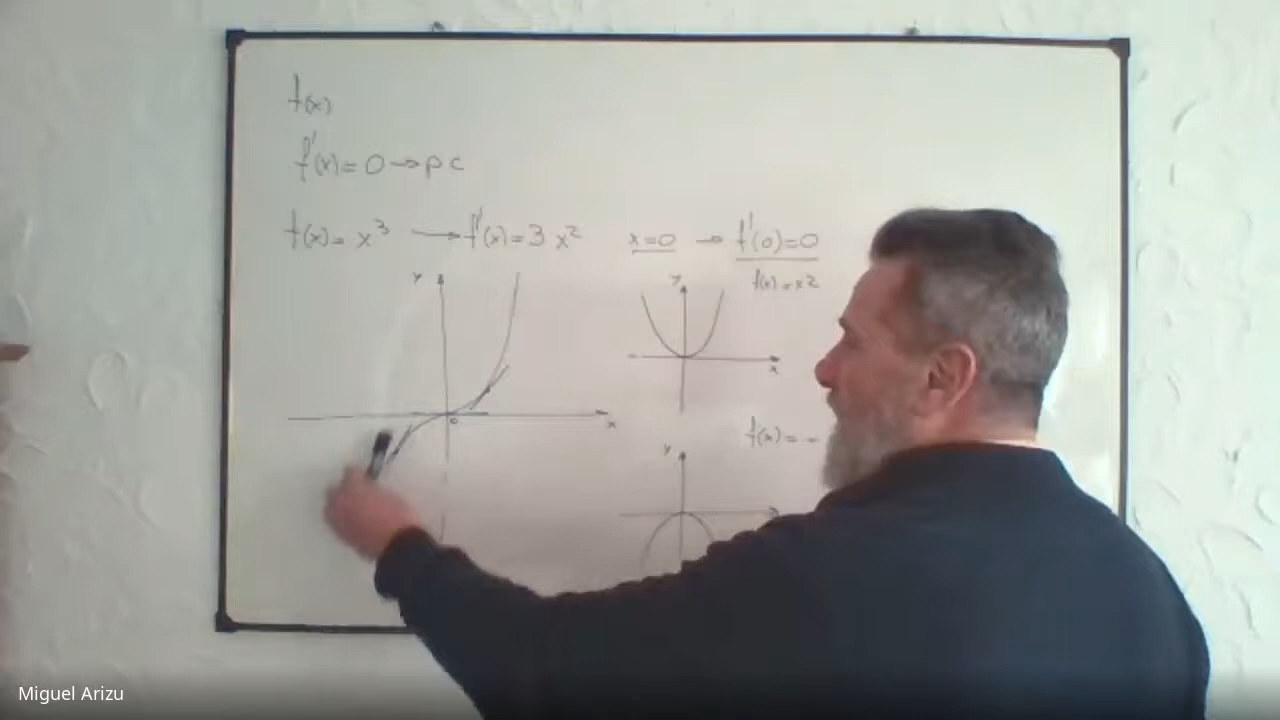 f(x)
f'(x)=0→pc
f(x)=x³ → f'(x)=3x² x=0 → f'(0)=0
f(x)=x²
y
y
x
0
x
f(x)=-
y
Miguel Arizu